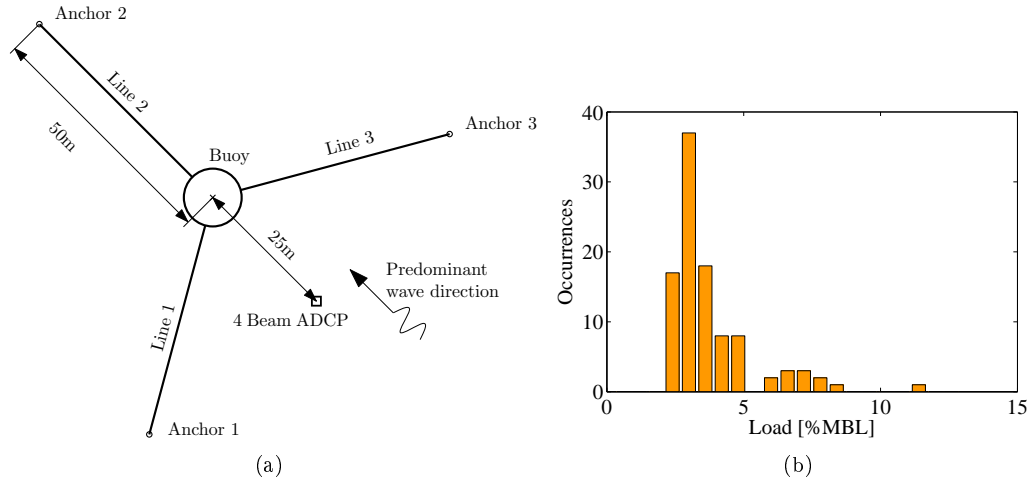 Anchor 2
Line 2
50m
Buoy
Line 3
Anchor 3
25m
Predominant
wave direction
4 Beam ADCP
Line 1
Anchor 1
(a)
40
30
20
10
0
Occurrences
0
5
10
15
Load [%MBL]
(b)